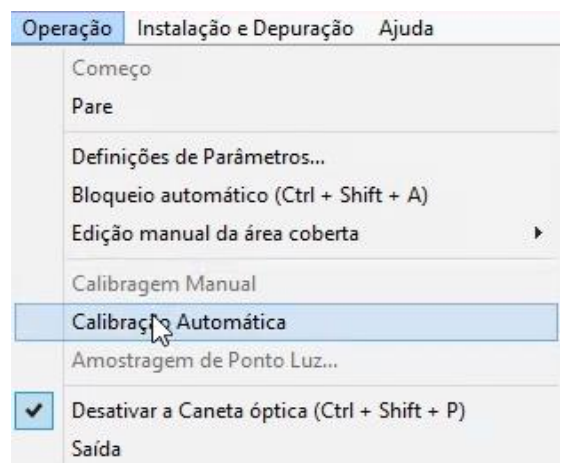 Operação Instalação e Depuração Ajuda
Começo
Pare
Definições de Parâmetros...
Bloqueio automático (Ctrl + Shift + A)
Edição manual da área coberta
Calibragem Manual
Calibração Automática
Amostragem de Ponto Luz...
Desativar a Caneta óptica (Ctrl + Shift + P)
Saída